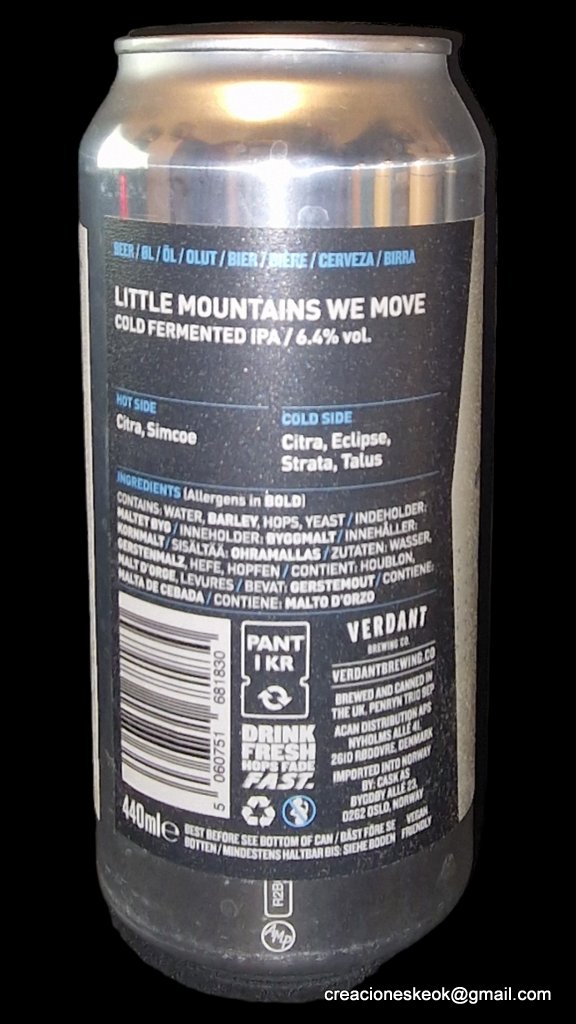 BEER / ØL / ÖL / OLUT / BIER / BIÈRE / CERVEZA / BIRRA
LITTLE MOUNTAINS WE MOVE
COLD FERMENTED IPA / 6.4% vol.
HOT SIDE
Citra, Simcoe
COLD SIDE
Citra, Eclipse,
Strata, Talus
INGREDIENTS (Allergens in BOLD)
CONTAINS: WATER, BARLEY, HOPS, YEAST / INDEHOLDER:
MALTET BYG / INNEHOLDER: BYGGMALT / INNEHÅLLER:
KORNMALT / SISÄLTÄÄ: OHRAMALLAS / ZUTATEN: WASSER,
GERSTENMALZ, HEFE, HOPFEN / CONTIENT: HOUBLON,
MALT D'ORGE, LEVURES / BEVAT: GERSTEMOUT / CONTIENE:
MALTA DE CEBADA / CONTIENE: MALTO D'ORZO
5 060751 681830
PANT
1 KR
DRINK
FRESH
HOPS FADE
FAST.
VERDANT
BREWING CO.
VERDANTBREWING.CO
BREWED AND CANNED IN
THE UK, PENRYN TR10 9EP
ACAN DISTRIBUTION APS
NYHOLMS ALLÉ 41,
2610 RØDOVRE, DENMARK
IMPORTED INTO NORWAY
BY: CASK AS
BYGDØY ALLÉ 23,
0262 OSLO, NORWAY
440ml e
BEST BEFORE SEE BOTTOM OF CAN / BÄST FÖRE SE
BOTTEN / MINDESTENS HALTBAR BIS: SIEHE BODEN
VEGAN
FRIENDLY
AMP
creacioneskeok@gmail.com